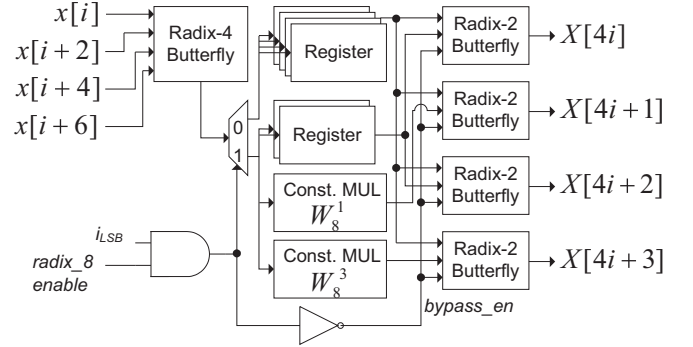 x[i]
x[i+2]
x[i+4]
x[i+6]
Radix-4
Butterfly
0
1
Register
Register
Const. MUL
W_8^1
Const. MUL
W_8^3
i_LSB
radix_8
enable
bypass_en
Radix-2
Butterfly
X[4i]
Radix-2
Butterfly
X[4i+1]
Radix-2
Butterfly
X[4i+2]
Radix-2
Butterfly
X[4i+3]